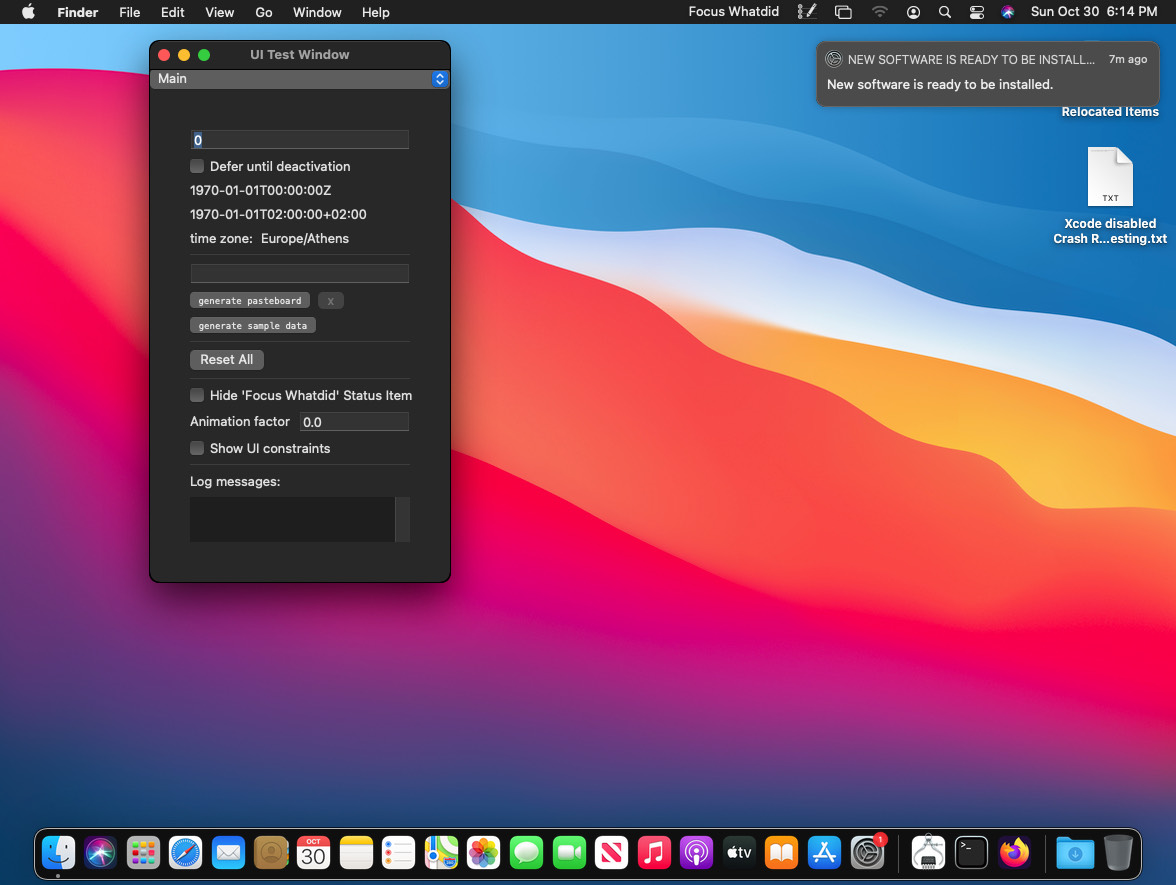 Finder File Edit View Go Window Help Focus Whatdid Sun Oct 30 6:14 PM
UI Test Window
Main
0
Defer until deactivation
1970-01-01T00:00:00Z
1970-01-01T02:00:00+02:00
time zone: Europe/Athens
generate pasteboard x
generate sample data
Reset All
Hide 'Focus Whatdid' Status Item
Animation factor 0.0
Show UI constraints
Log messages:
NEW SOFTWARE IS READY TO BE INSTALL... 7m ago
New software is ready to be installed.
Relocated Items
TXT
Xcode disabled
Crash R...esting.txt
OCT
30
tv
1
>_